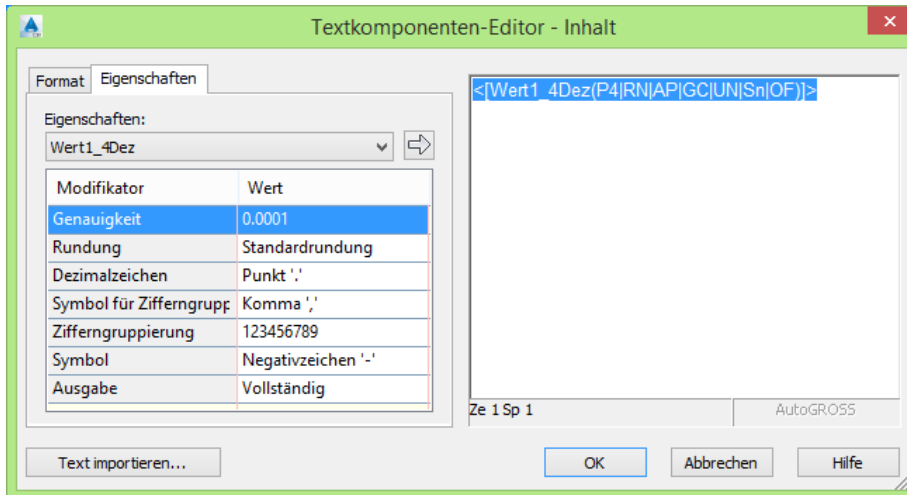 Textkomponenten-Editor - Inhalt
Format
Eigenschaften
Eigenschaften:
Wert1_4Dez
Modifikator Wert
Genauigkeit 0.0001
Rundung Standardrundung
Dezimalzeichen Punkt '.'
Symbol für Zifferngrupp Komma ','
Zifferngruppierung 123456789
Symbol Negativzeichen '-'
Ausgabe Vollständig
<[Wert1_4Dez(P4|RN|AP|GC|UN|Sn|OF)]>
Ze 1 Sp 1 AutoGROSS
Text importieren... OK Abbrechen Hilfe